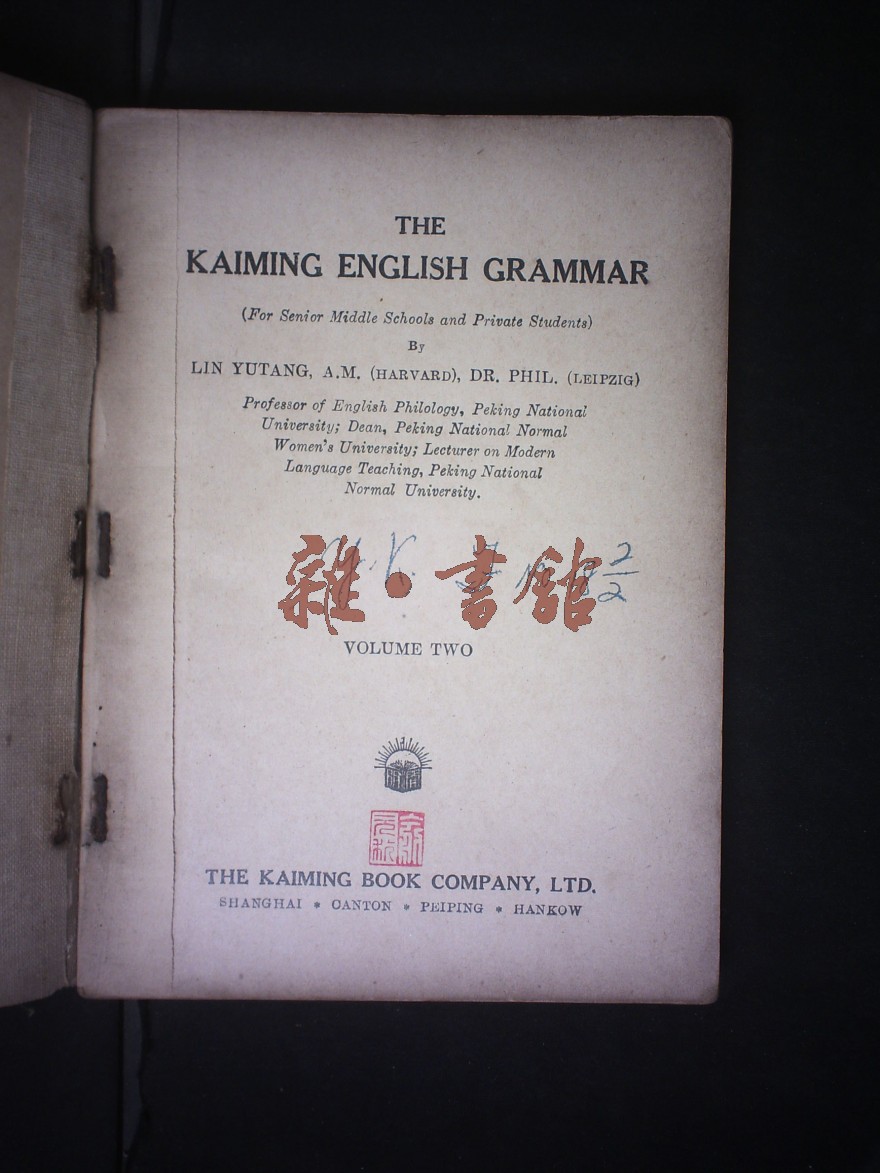 THE
KAIMING ENGLISH GRAMMAR
(For Senior Middle Schools and Private Students)
By
LIN YUTANG, A.M. (HARVARD), DR. PHIL. (LEIPZIG)
Professor of English Philology, Peking National
University; Dean, Peking National Normal
Women's University; Lecturer on Modern
Language Teaching, Peking National
Normal University.
雜·書館
2/2
VOLUME TWO
THE KAIMING BOOK COMPANY, LTD.
SHANGHAI * CANTON * PEIPING * HANKOW